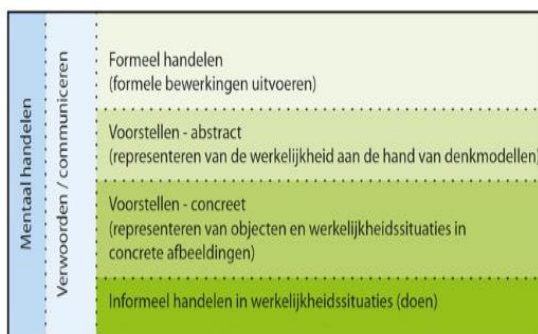 Mentaal handelen
Verwoorden / communiceren
Formeel handelen
(formele bewerkingen uitvoeren)
Voorstellen - abstract
(representeren van de werkelijkheid aan de hand van denkmodellen)
Voorstellen - concreet
(representeren van objecten en werkelijkheidssituaties in
concrete afbeeldingen)
Informeel handelen in werkelijkheidssituaties (doen)